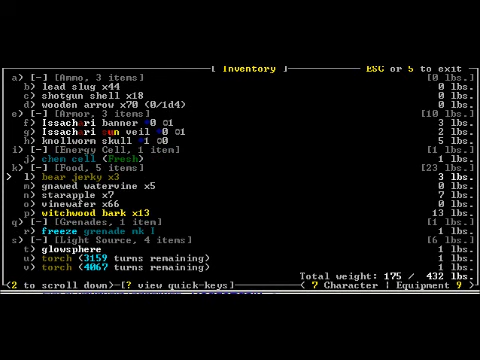 [ Inventory ] ESC or 5 to exit
a) [-] [Ammo, 3 items] [0 lbs.]
b) lead slug x44 0 lbs.
c) shotgun shell x18 0 lbs.
d) wooden arrow x70 (0/1d4) 0 lbs.
e) [-] [Armor, 3 items] [10 lbs.]
f) Issachari banner 0 1 3 lbs.
g) Issachari sun veil 0 1 2 lbs.
h) knollworm skull 1 0 5 lbs.
i) [-] [Energy Cell, 1 item] [1 lbs.]
j) chem cell (Fresh) 1 lbs.
k) [-] [Food, 5 items] [23 lbs.]
> l) bear jerky x3 3 lbs.
m) gnawed watervine x5 0 lbs.
n) starapple x7 7 lbs.
o) vinewafer x66 0 lbs.
p) witchwood bark x13 13 lbs.
q) [-] [Grenades, 1 item] [1 lbs.]
r) freeze grenade mk I 1 lbs.
s) [-] [Light Source, 4 items] [6 lbs.]
t) glowsphere 1 lbs.
u) torch (3159 turns remaining) 1 lbs.
v) torch (4067 turns remaining) 1 lbs.
Total weight: 175 / 432 lbs.
<2 to scroll down> [? view quick-keys] < 7 Character | Equipment 9 >